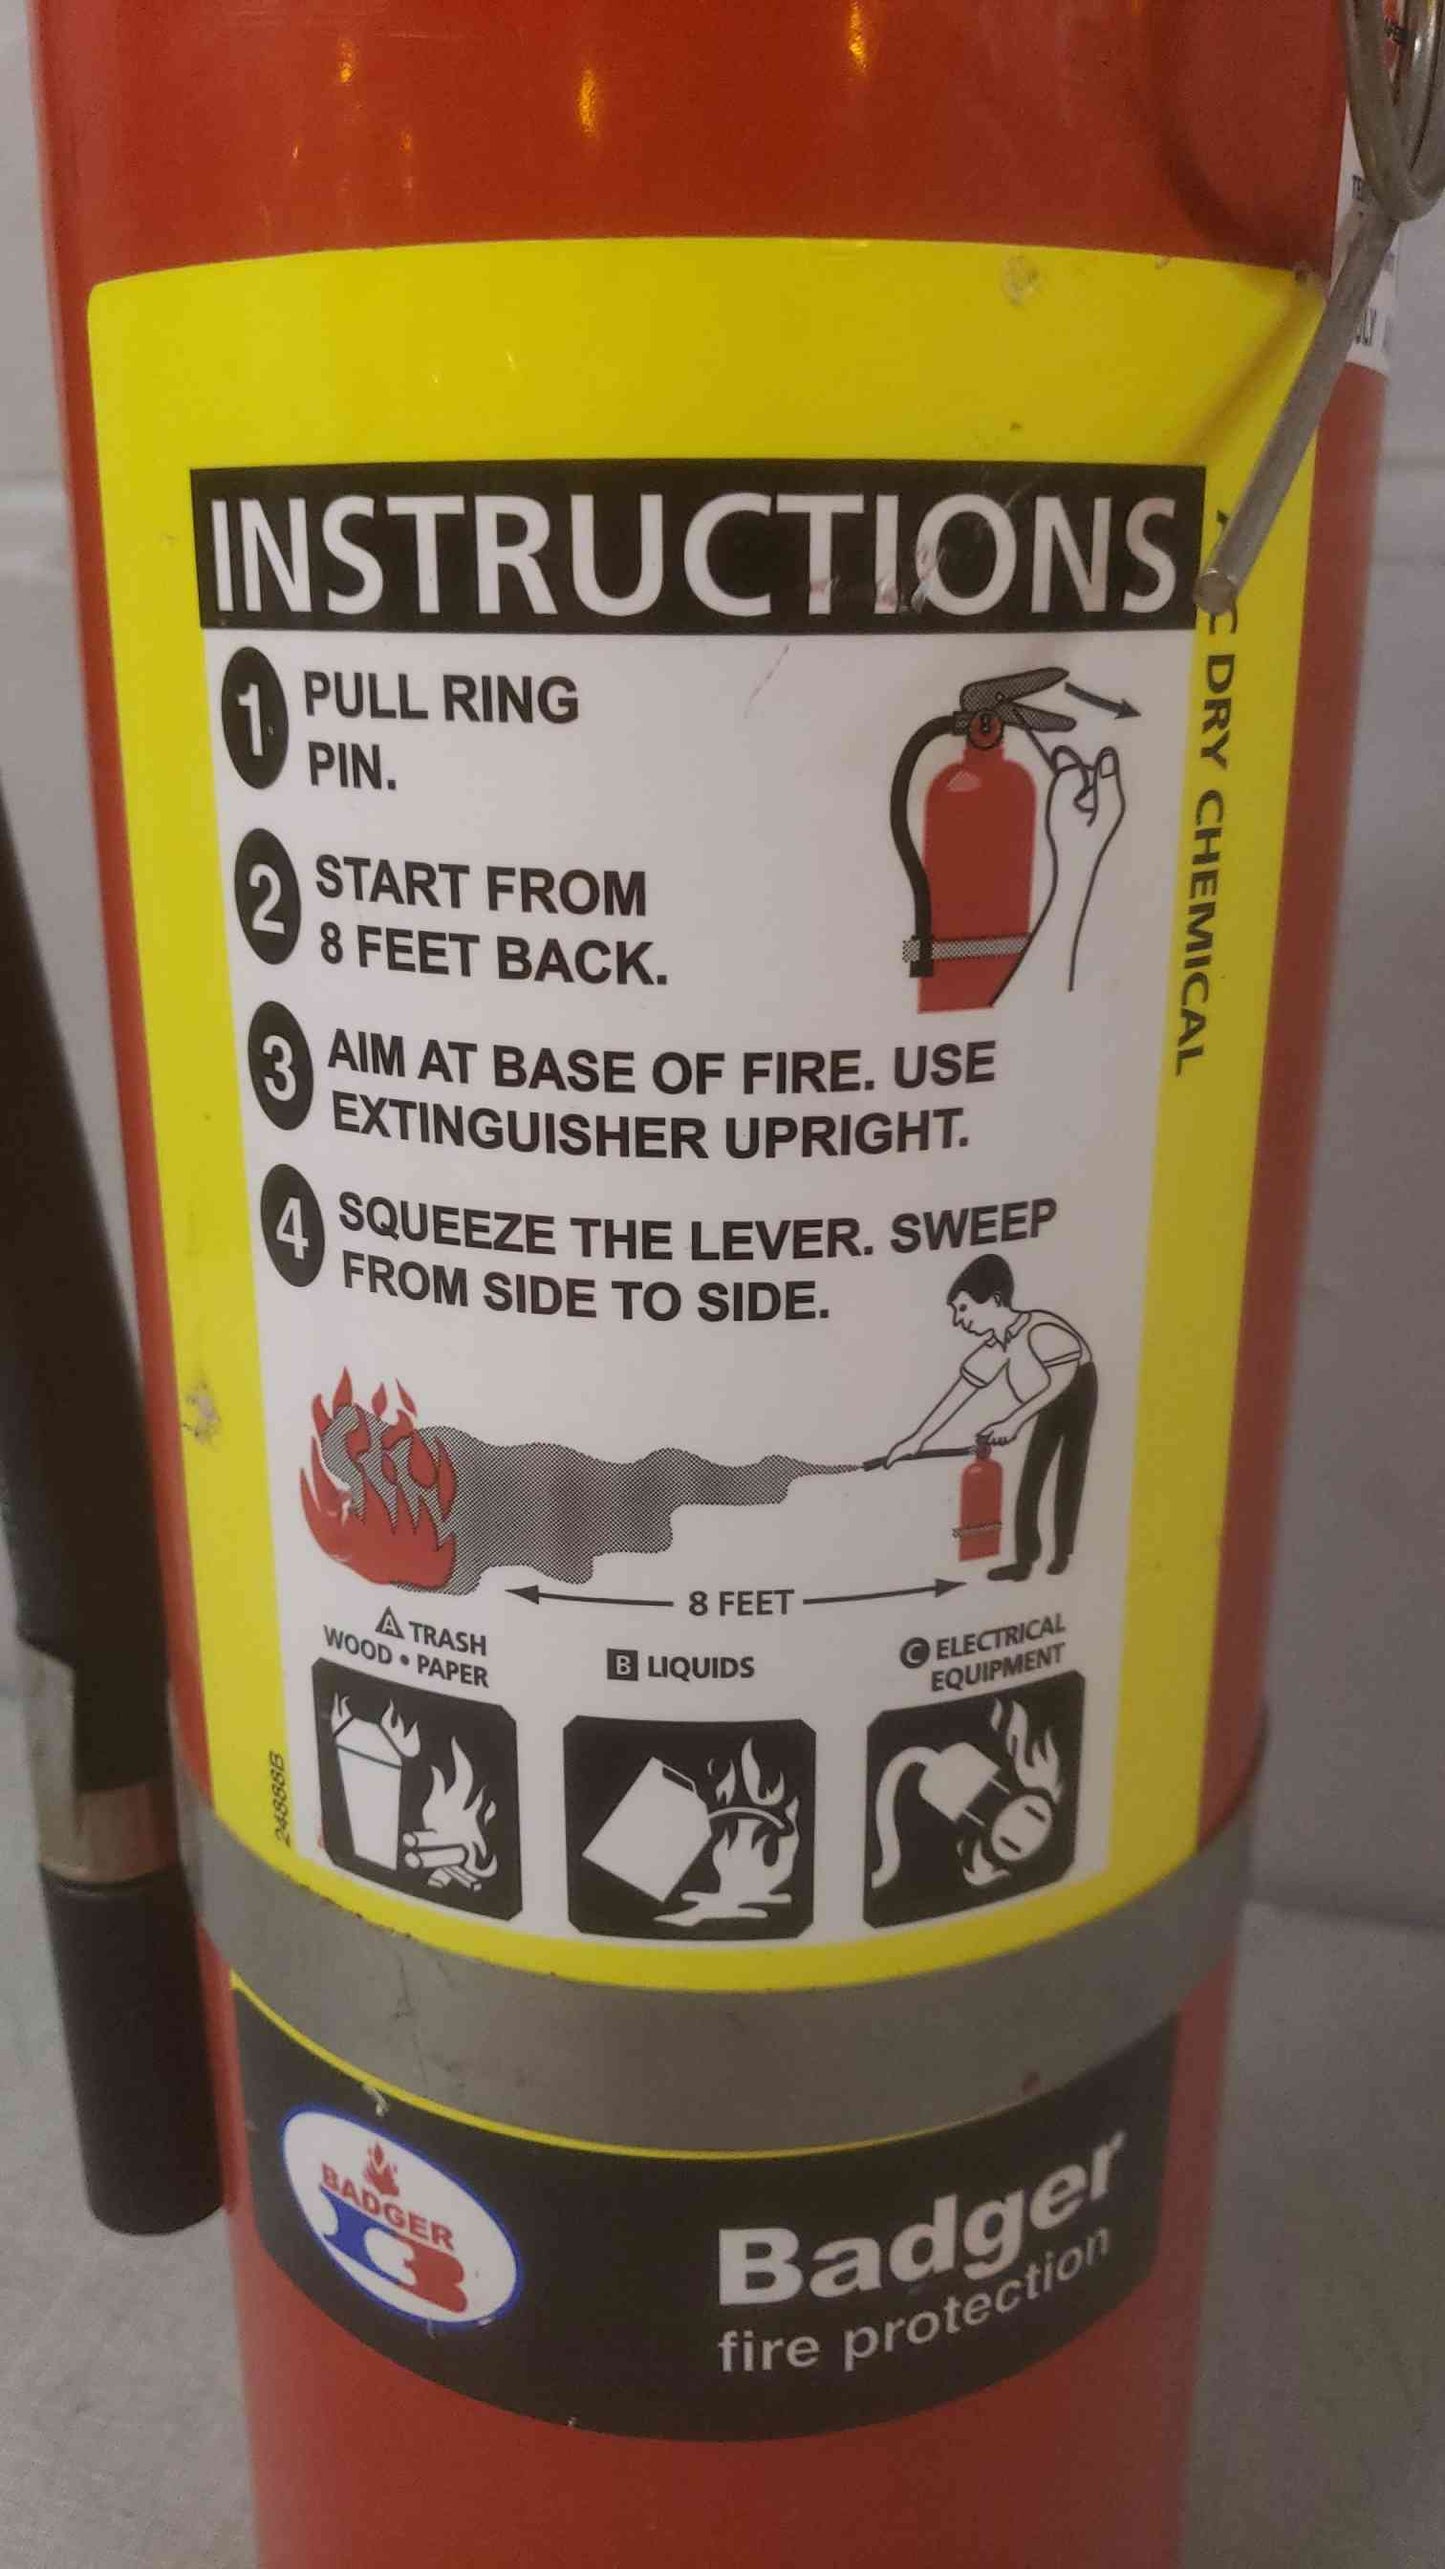 INSTRUCTIONS
1 PULL RING
PIN.
2 START FROM
8 FEET BACK.
3 AIM AT BASE OF FIRE. USE
EXTINGUISHER UPRIGHT.
4 SQUEEZE THE LEVER. SWEEP
FROM SIDE TO SIDE.
8 FEET
A TRASH
WOOD • PAPER
B LIQUIDS
C ELECTRICAL
EQUIPMENT
DRY CHEMICAL
24888B
BADGER
B
Badger
fire protection